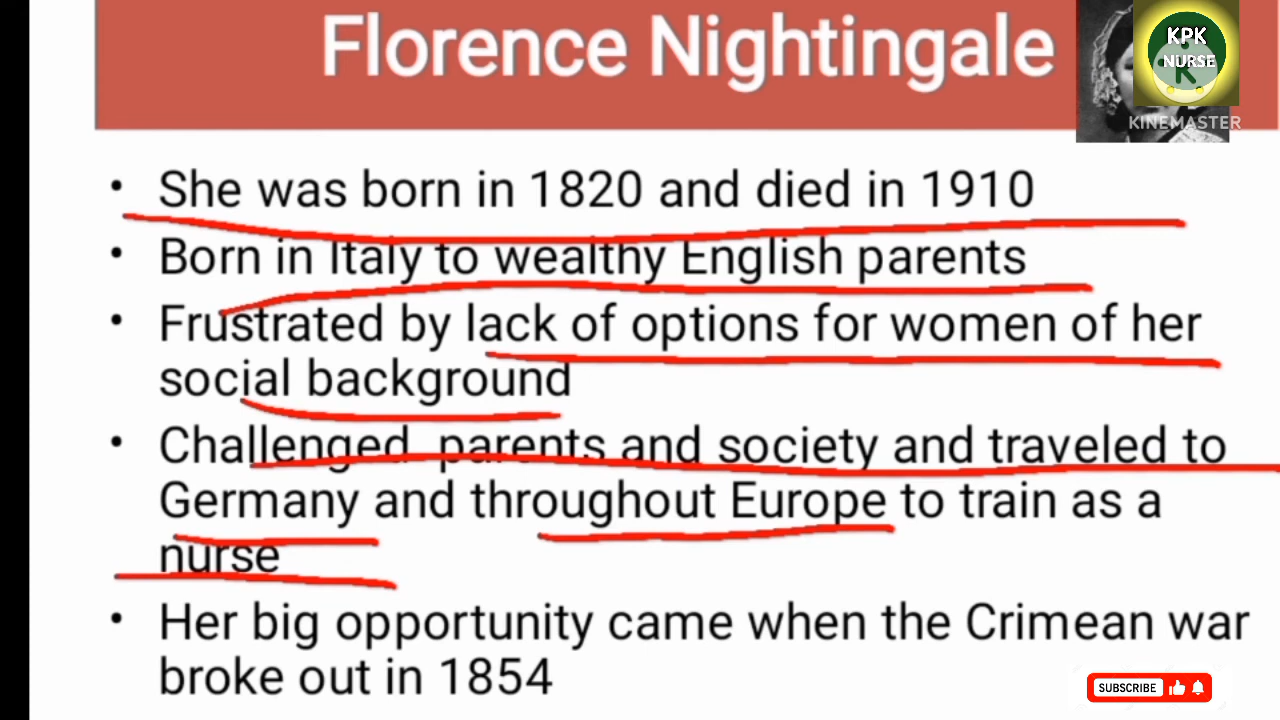 Florence Nightingale
KPK
NURSE
KINEMASTER
• She was born in 1820 and died in 1910
• Born in Italy to wealthy English parents
• Frustrated by lack of options for women of her
social background
• Challenged parents and society and traveled to
Germany and throughout Europe to train as a
nurse
• Her big opportunity came when the Crimean war
broke out in 1854
SUBSCRIBE